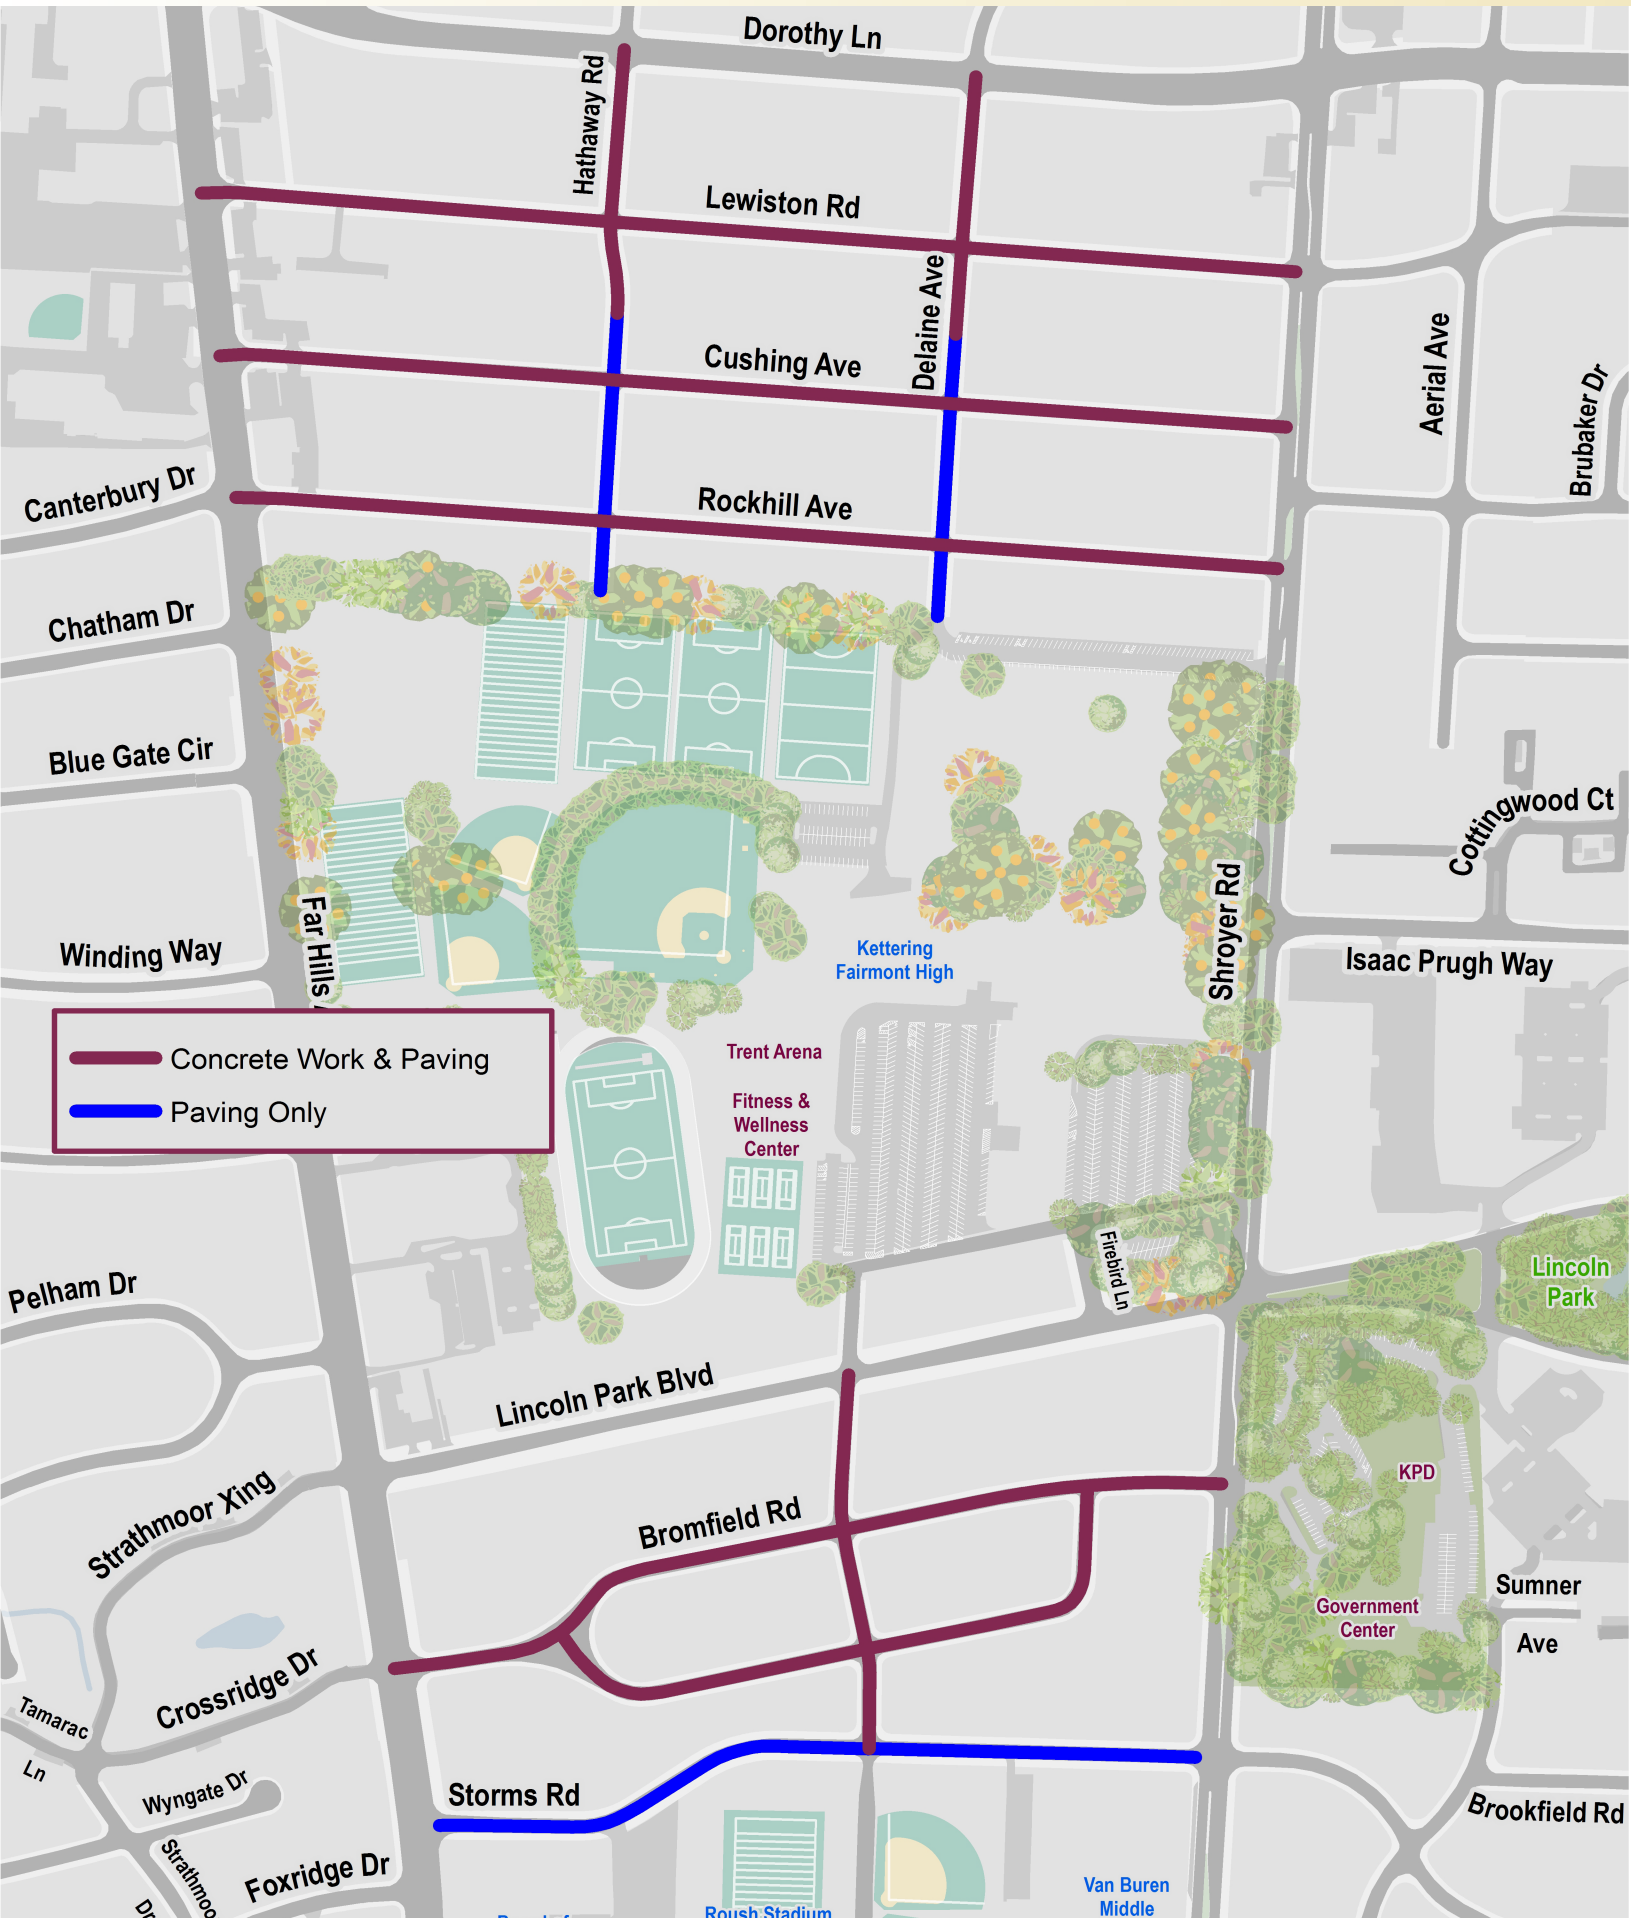 Dorothy Ln
Hathaway Rd
Lewiston Rd
Delaine Ave
Cushing Ave
Aerial Ave
Brubaker Dr
Canterbury Dr
Rockhill Ave
Chatham Dr
Blue Gate Cir
Cottingwood Ct
Winding Way
Far Hills
Shroyer Rd
Kettering
Fairmont High
Isaac Prugh Way
Concrete Work & Paving
Paving Only
Trent Arena
Fitness &
Wellness
Center
Firebird Ln
Lincoln
Park
Pelham Dr
Lincoln Park Blvd
KPD
Strathmoor Xing
Bromfield Rd
Sumner
Ave
Government
Center
Crossridge Dr
Tamarac
Ln
Wyngate Dr
Storms Rd
Brookfield Rd
Strathmoo
Dr
Foxridge Dr
Van Buren
Middle
Roush Stadium